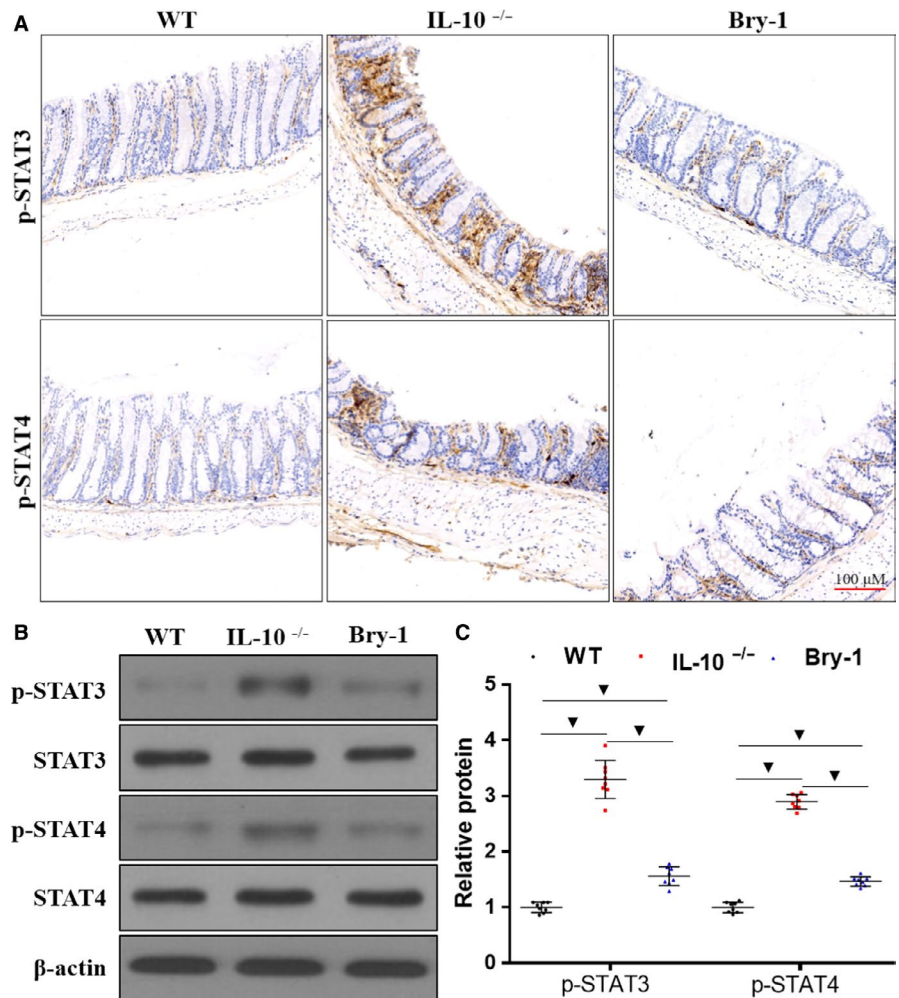 A
WT
IL-10 −/−
Bry-1
p-STAT3
p-STAT4
100 μM
B
WT
IL-10 −/−
Bry-1
p-STAT3
STAT3
p-STAT4
STAT4
β-actin
C
WT
IL-10 −/−
Bry-1
Relative protein
5
4
3
2
1
0
p-STAT3
p-STAT4